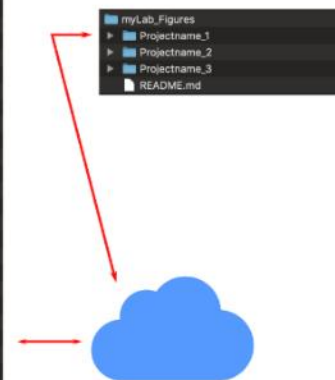 myLab_Figures
Projectname_1
Projectname_2
Projectname_3
README.md